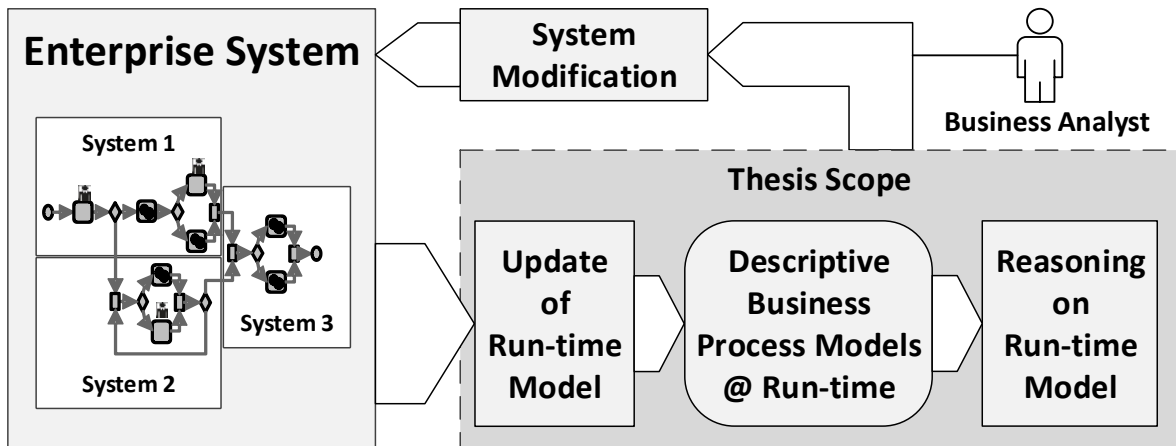 Enterprise System
System 1
System 3
System 2
System
Modification
Business Analyst
Thesis Scope
Update
of
Run-time
Model
Descriptive
Business
Process Models
@ Run-time
Reasoning
on
Run-time
Model